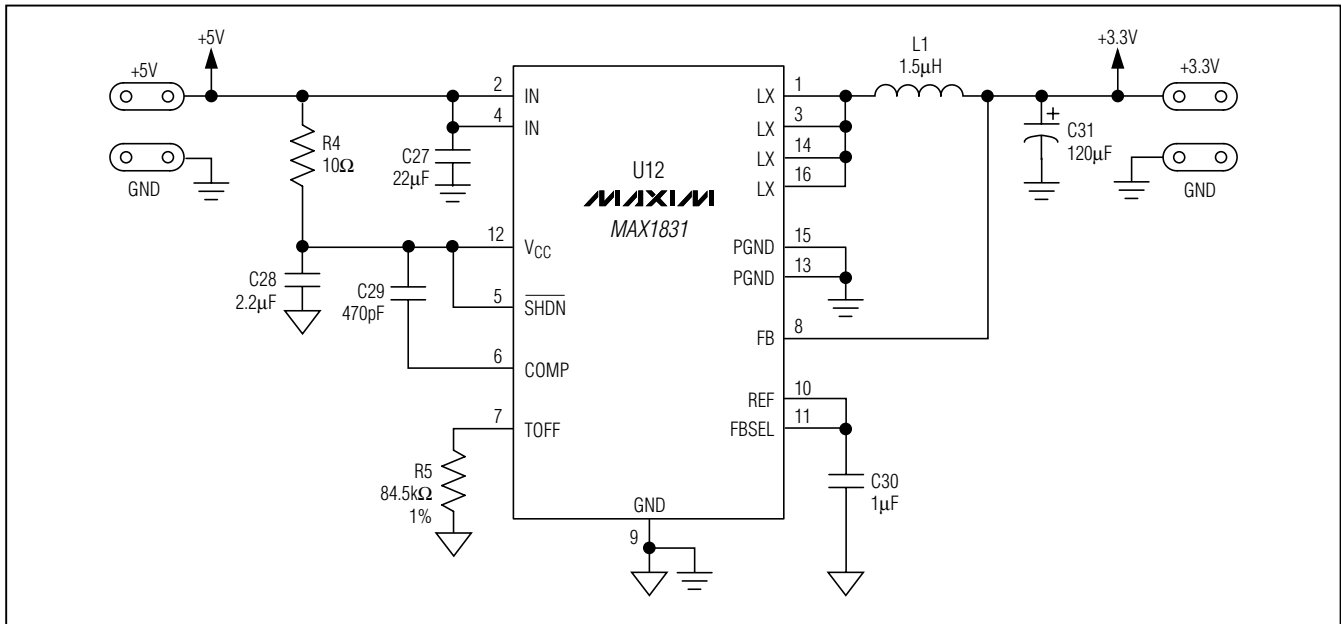 +5V
+5V
GND
R4
10Ω
C27
22µF
C28
2.2µF
C29
470pF
R5
84.5kΩ
1%
2 IN
4 IN
12 VCC
5 SHDN
6 COMP
7 TOFF
U12
MAXIM
MAX1831
GND
9
LX 1
LX 3
LX 14
LX 16
PGND 15
PGND 13
FB 8
REF 10
FBSEL 11
L1
1.5µH
+3.3V
+3.3V
+
C31
120µF
GND
C30
1µF